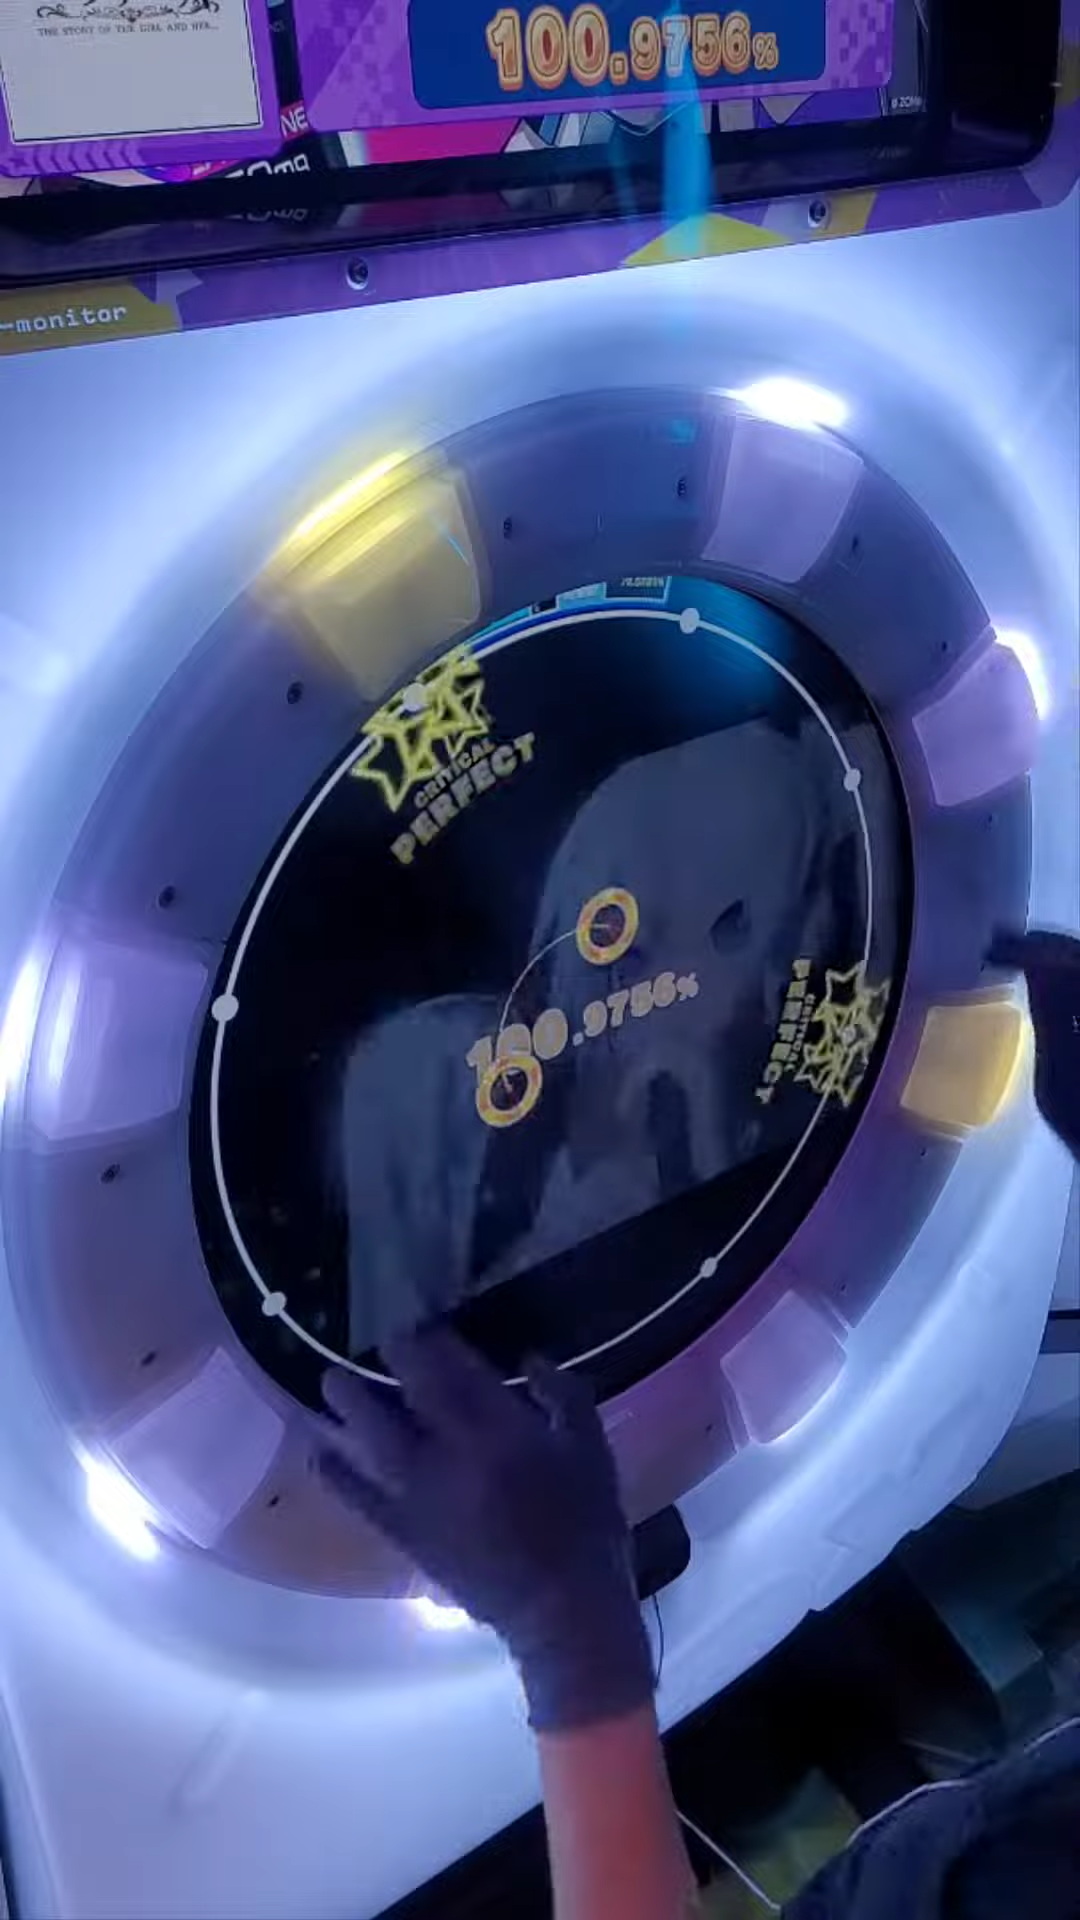 THE STORY OF THE GIRL AND HER...
100.9756%
-monitor
CRITICAL
PERFECT
100.9756%
CRITICAL
PERFECT